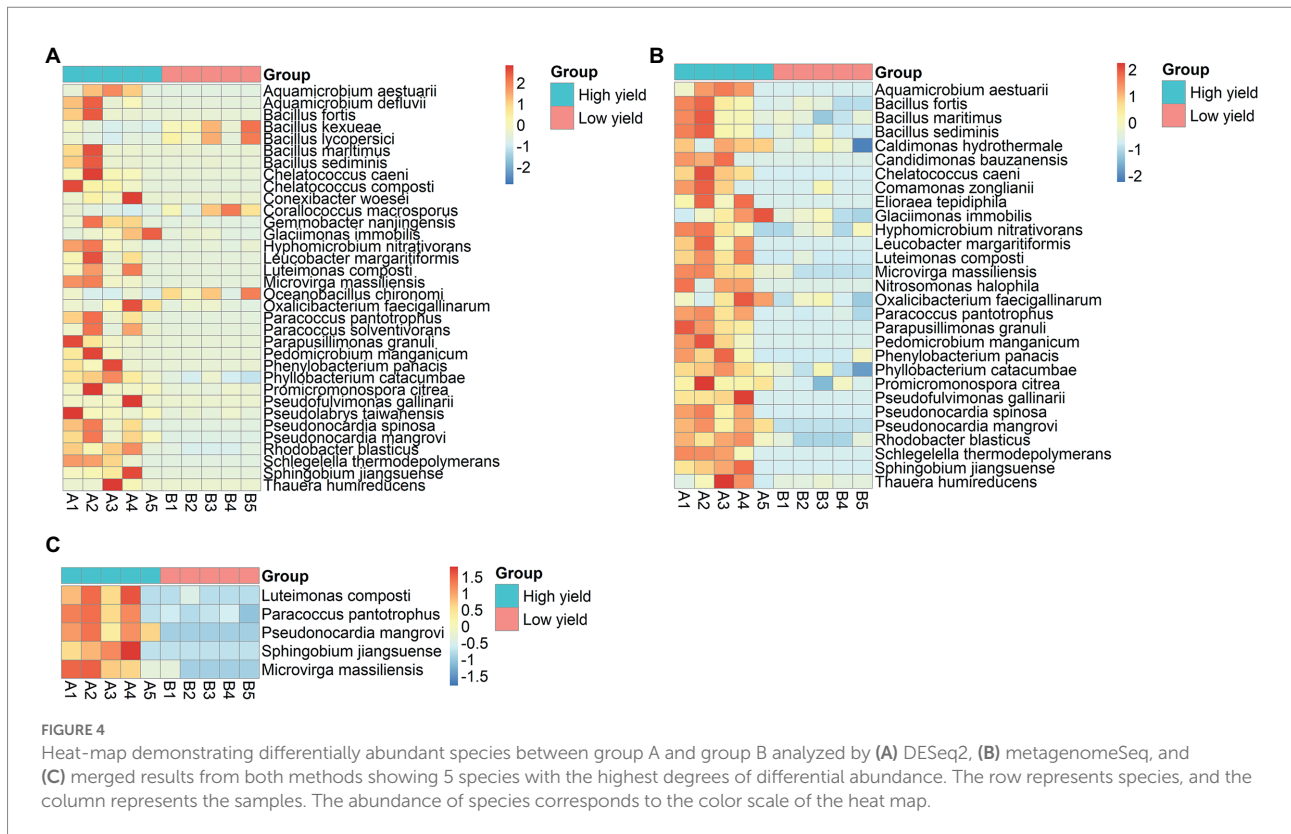 A
Group
Aquamicrobium aestuarii
Aquamicrobium defluvii
Bacillus fortis
Bacillus kexueae
Bacillus lycopersici
Bacillus maritimus
Bacillus sediminis
Chelatococcus caeni
Chelatococcus composti
Conexibacter woesei
Corallococcus macrosporus
Gemmobacter nanjingensis
Glaciimonas immobilis
Hyphomicrobium nitrativorans
Leucobacter margaritiformis
Luteimonas composti
Microvirga massiliensis
Oceanobacillus chironomi
Oxalicibacterium faecigallinarum
Paracoccus pantotrophus
Paracoccus solventivorans
Parapusillimonas granuli
Pedomicrobium manganicum
Phenylobacterium panacis
Phyllobacterium catacumbae
Promicromonospora citrea
Pseudofulvimonas gallinarii
Pseudolabrys taiwanensis
Pseudonocardia spinosa
Pseudonocardia mangrovi
Rhodobacter blasticus
Schlegelella thermodepolymerans
Sphingobium jiangsuense
Thauera humireducens
A1 A2 A3 A4 A5 B1 B2 B3 B4 B5
2
1
0
-1
-2
Group
High yield
Low yield
B
Group
Aquamicrobium aestuarii
Bacillus fortis
Bacillus maritimus
Bacillus sediminis
Caldimonas hydrothermale
Candidimonas bauzanensis
Chelatococcus caeni
Comamonas zonglianii
Elioraea tepidiphila
Glaciimonas immobilis
Hyphomicrobium nitrativorans
Leucobacter margaritiformis
Luteimonas composti
Microvirga massiliensis
Nitrosomonas halophila
Oxalicibacterium faecigallinarum
Paracoccus pantotrophus
Parapusillimonas granuli
Pedomicrobium manganicum
Phenylobacterium panacis
Phyllobacterium catacumbae
Promicromonospora citrea
Pseudofulvimonas gallinarii
Pseudonocardia spinosa
Pseudonocardia mangrovi
Rhodobacter blasticus
Schlegelella thermodepolymerans
Sphingobium jiangsuense
Thauera humireducens
A1 A2 A3 A4 A5 B1 B2 B3 B4 B5
2
1
0
-1
-2
Group
High yield
Low yield
C
Group
Luteimonas composti
Paracoccus pantotrophus
Pseudonocardia mangrovi
Sphingobium jiangsuense
Microvirga massiliensis
A1 A2 A3 A4 A5 B1 B2 B3 B4 B5
1.5
1
0.5
0
-0.5
-1
-1.5
Group
High yield
Low yield
FIGURE 4
Heat-map demonstrating differentially abundant species between group A and group B analyzed by (A) DESeq2, (B) metagenomeSeq, and
(C) merged results from both methods showing 5 species with the highest degrees of differential abundance. The row represents species, and the
column represents the samples. The abundance of species corresponds to the color scale of the heat map.